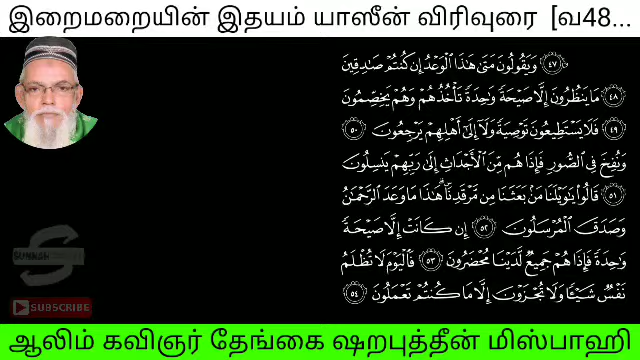 இறைமறையின் இதயம் யாஸீன் விரிவுரை [வ48...
﴿٤٧﴾ وَيَقُولُونَ مَتَىٰ هَٰذَا الْوَعْدُ إِن كُنتُمْ صَادِقِينَ
﴿٤٨﴾ مَا يَنظُرُونَ إِلَّا صَيْحَةً وَاحِدَةً تَأْخُذُهُمْ وَهُمْ يَخِصِّمُونَ
﴿٤٩﴾ فَلَا يَسْتَطِيعُونَ تَوْصِيَةً وَلَا إِلَىٰ أَهْلِهِمْ يَرْجِعُونَ ﴿٥٠﴾
وَنُفِخَ فِي الصُّورِ فَإِذَا هُم مِّنَ الْأَجْدَاثِ إِلَىٰ رَبِّهِمْ يَنسِلُونَ
﴿٥١﴾ قَالُوا يَا وَيْلَنَا مَن بَعَثَنَا مِن مَّرْقَدِنَا ۗ هَٰذَا مَا وَعَدَ الرَّحْمَٰنُ
وَصَدَقَ الْمُرْسَلُونَ ﴿٥٢﴾ إِن كَانَتْ إِلَّا صَيْحَةً
وَاحِدَةً فَإِذَا هُمْ جَمِيعٌ لَّدَيْنَا مُحْضَرُونَ ﴿٥٣﴾ فَالْيَوْمَ لَا تُظْلَمُ
نَفْسٌ شَيْئًا وَلَا تُجْزَوْنَ إِلَّا مَا كُنتُمْ تَعْمَلُونَ ﴿٥٤﴾
SUBSCRIBE
ஆலிம் கவிஞர் தேங்கை ஷறபுத்தீன் மிஸ்பாஹி